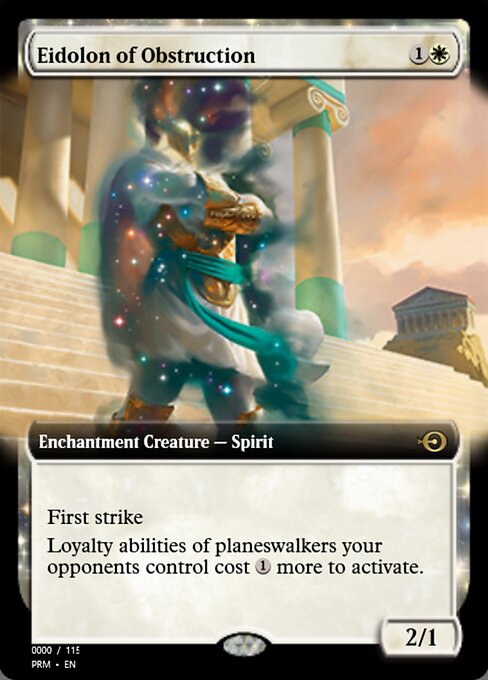 Eidolon of Obstruction 1
Enchantment Creature — Spirit
First strike
Loyalty abilities of planeswalkers your
opponents control cost 1 more to activate.
2/1
0000 / 115
PRM • EN